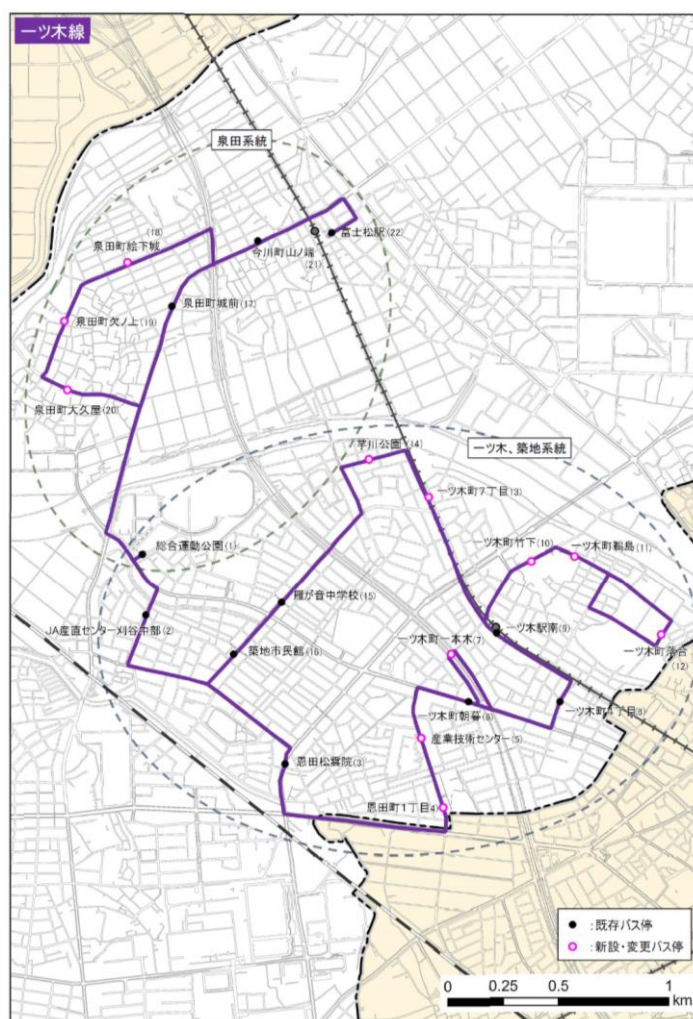 一ツ木線
泉田系統
(18)
泉田町絵下城
富士松駅(22)
今川町山ノ端
(21)
泉田町城前(17)
泉田町欠ノ上(19)
泉田町大久屋(20)
一ツ木、築地系統
芋川公園(14)
一ツ木町7丁目(13)
一ツ木町竹下(10)
一ツ木町鵜島(11)
総合運動公園(1)
雁が音中学校(15)
JA産直センター刈谷中部(2)
一ツ木駅南(9)
一ツ木町一本木(7)
築地市民館(16)
一ツ木町落合
(12)
一ツ木町朝暮(6)
一ツ木町4丁目(8)
産業技術センター(5)
恩田松雲院(3)
恩田町1丁目(4)
:既存バス停
:新設・変更バス停
0 0.25 0.5 1
km